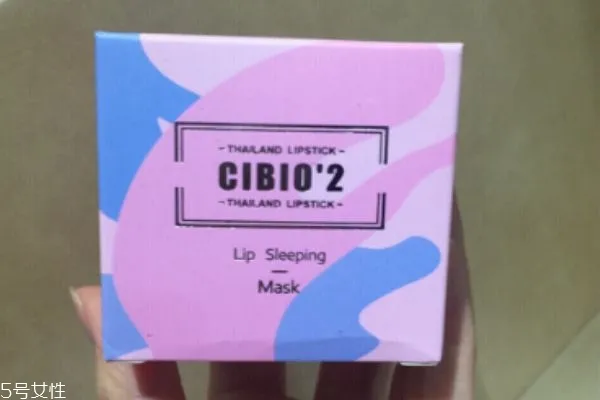 -THAILAND LIPSTICK-
CIBIO'2
-THAILAND LIPSTICK-
Lip Sleeping
Mask
5号女性